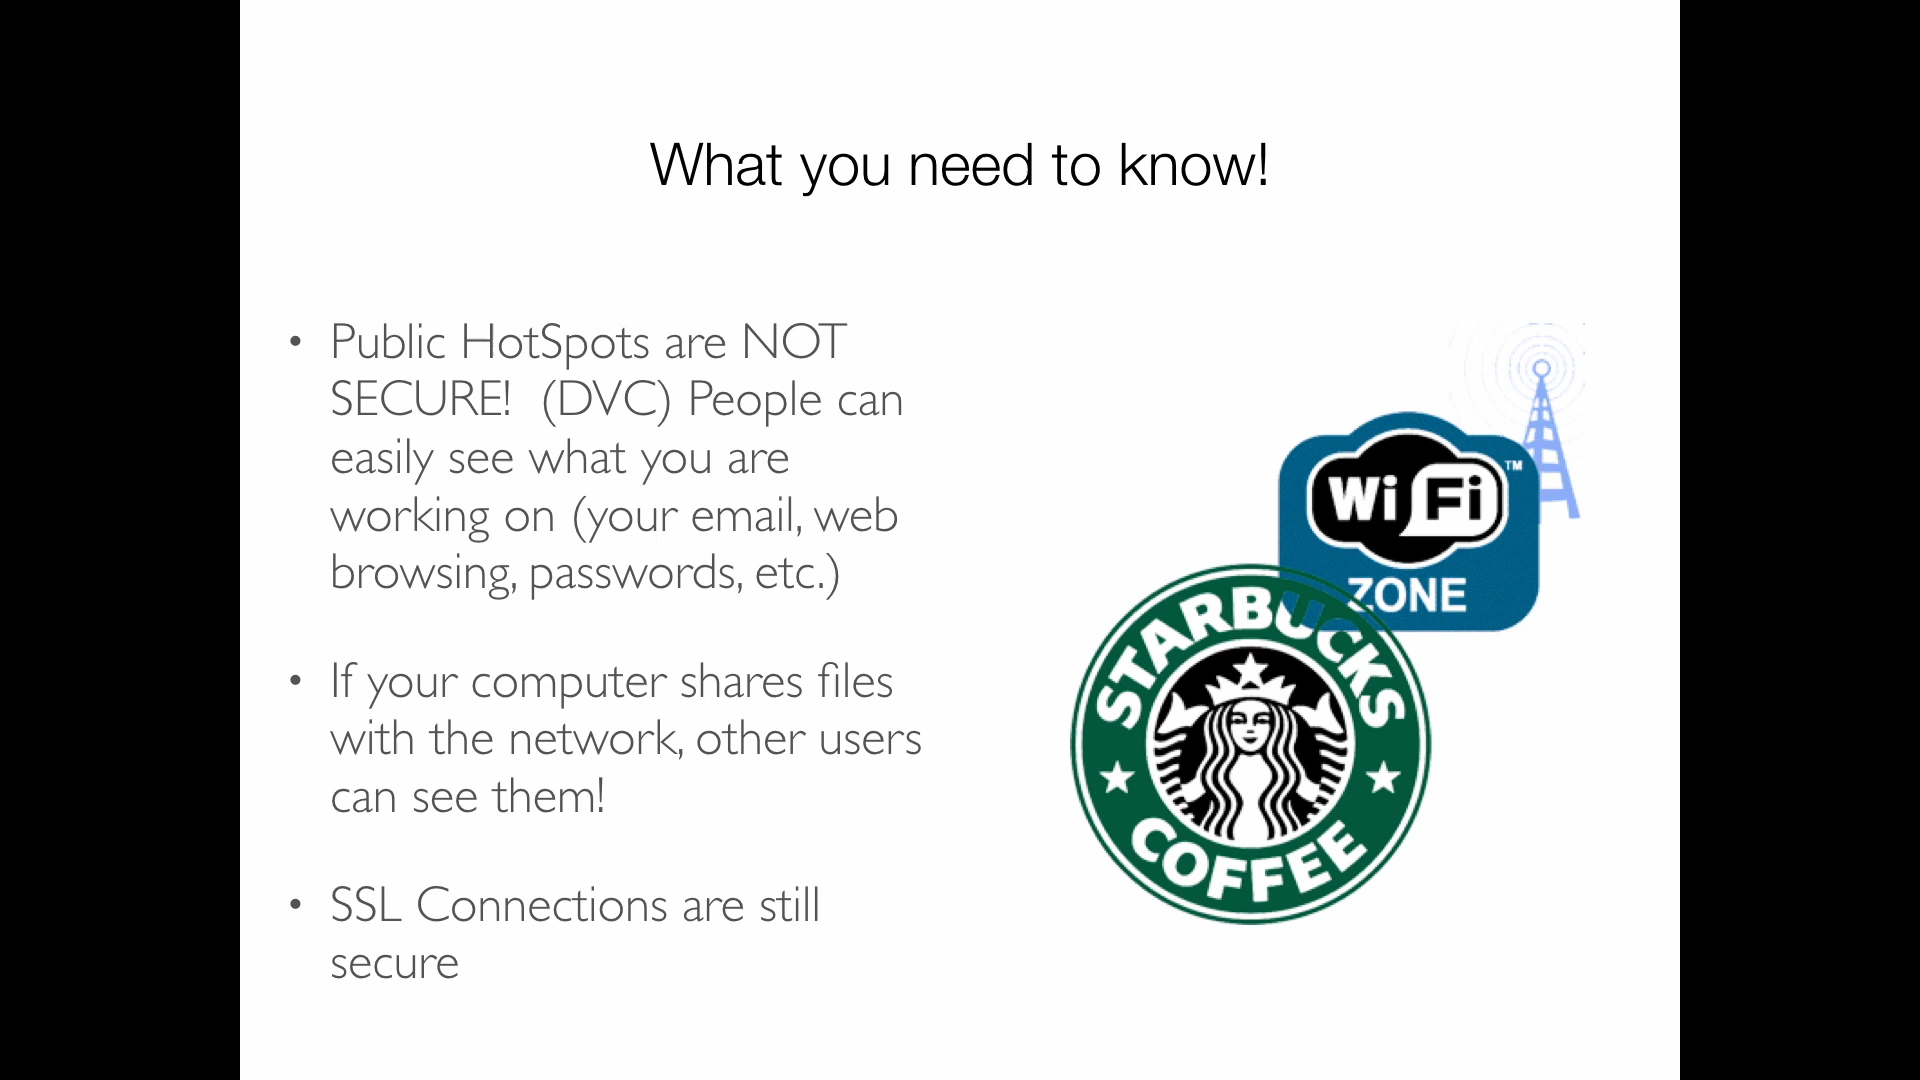 What you need to know!
• Public HotSpots are NOT
SECURE!  (DVC) People can
easily see what you are
working on (your email, web
browsing, passwords, etc.)
• If your computer shares files
with the network, other users
can see them!
• SSL Connections are still
secure
Wi Fi ™
ZONE
STARBUCKS
COFFEE